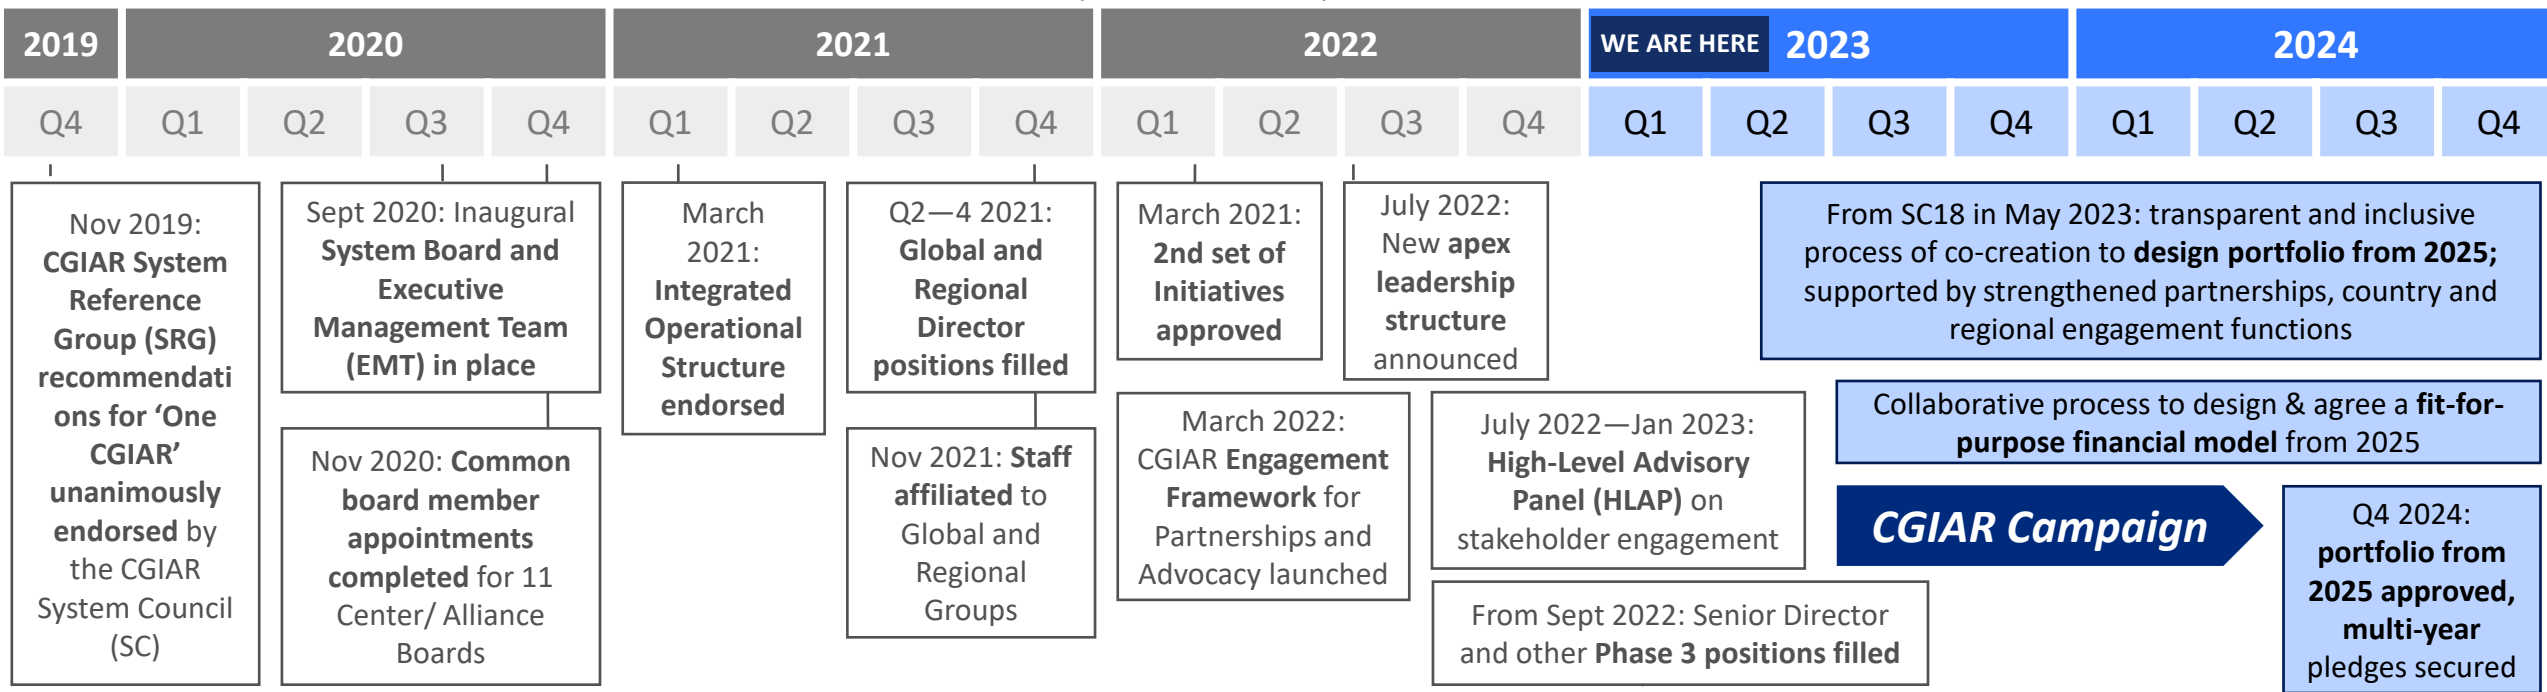 2019
2020
2021
2022
WE ARE HERE
2023
2024
Q4
Q1
Q2
Q3
Q4
Q1
Q2
Q3
Q4
Q1
Q2
Q3
Q4
Q1
Q2
Q3
Q4
Q1
Q2
Q3
Q4
Nov 2019:
CGIAR System
Reference
Group (SRG)
recommendati
ons for ‘One
CGIAR’
unanimously
endorsed by
the CGIAR
System Council
(SC)
Sept 2020: Inaugural
System Board and
Executive
Management Team
(EMT) in place
Nov 2020: Common
board member
appointments
completed for 11
Center/ Alliance
Boards
March
2021:
Integrated
Operational
Structure
endorsed
Q2—4 2021:
Global and
Regional
Director
positions filled
Nov 2021: Staff
affiliated to
Global and
Regional
Groups
March 2021:
2nd set of
Initiatives
approved
March 2022:
CGIAR Engagement
Framework for
Partnerships and
Advocacy launched
July 2022:
New apex
leadership
structure
announced
July 2022—Jan 2023:
High-Level Advisory
Panel (HLAP) on
stakeholder engagement
From Sept 2022: Senior Director
and other Phase 3 positions filled
From SC18 in May 2023: transparent and inclusive
process of co-creation to design portfolio from 2025;
supported by strengthened partnerships, country and
regional engagement functions
Collaborative process to design & agree a fit-for-
purpose financial model from 2025
CGIAR Campaign
Q4 2024:
portfolio from
2025 approved,
multi-year
pledges secured